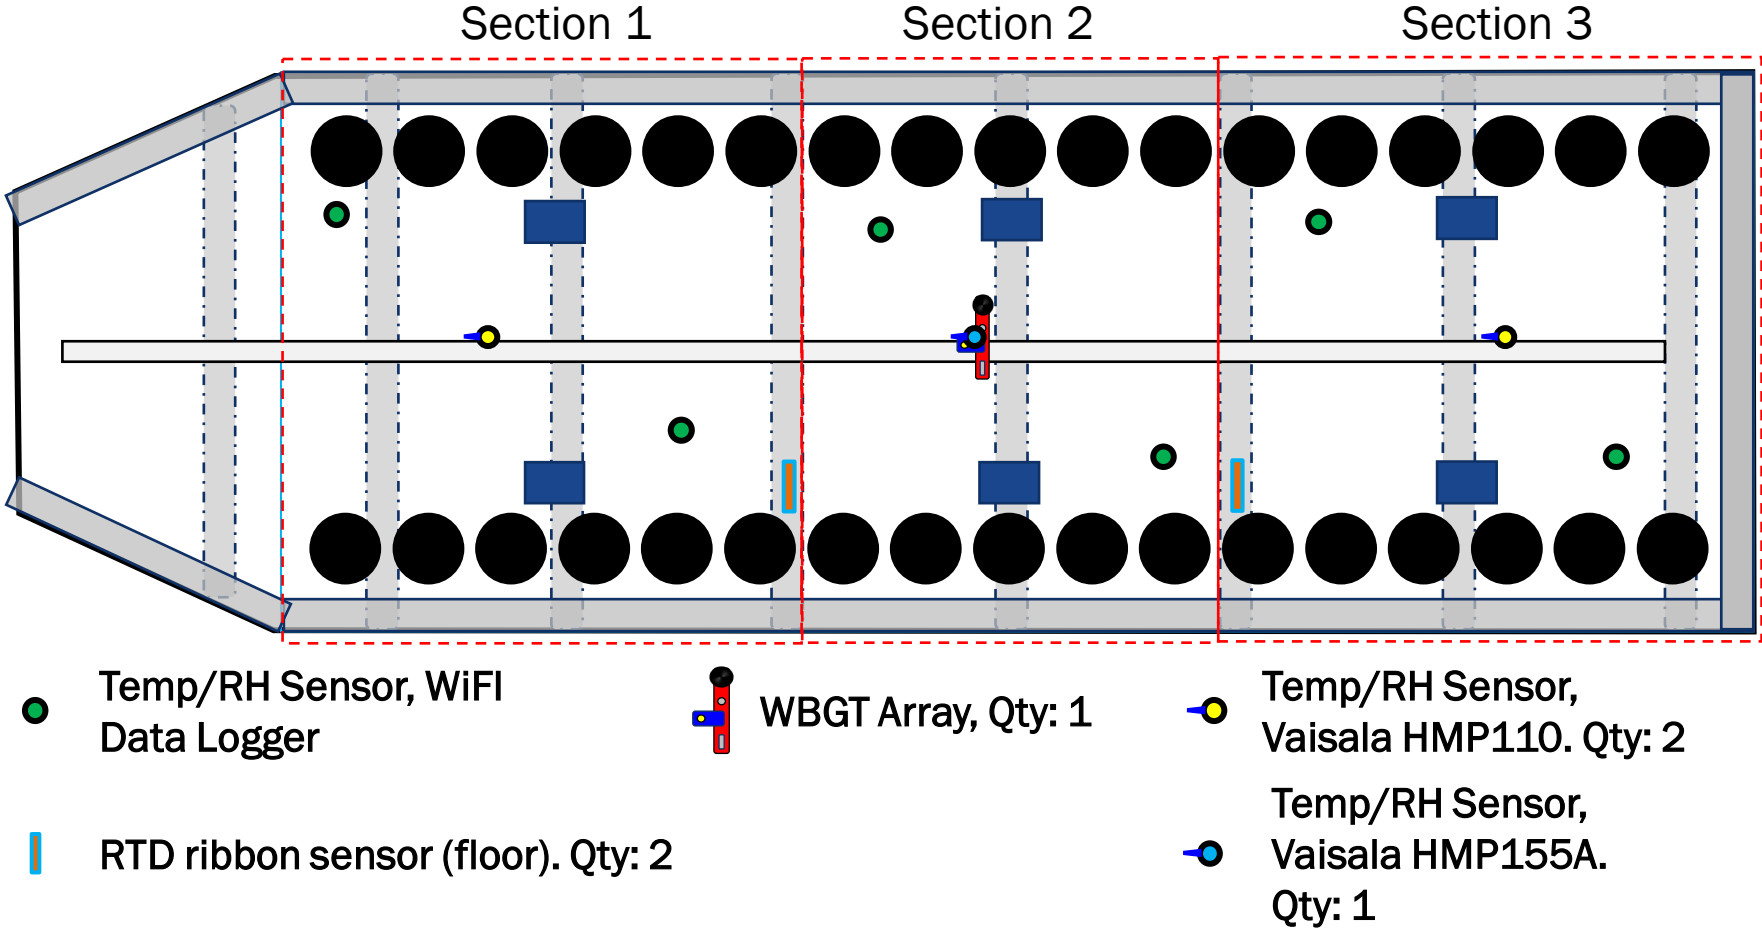 Section 1
Section 2
Section 3
Temp/RH Sensor, WiFI
Data Logger
WBGT Array, Qty: 1
Temp/RH Sensor,
Vaisala HMP110. Qty: 2
RTD ribbon sensor (floor). Qty: 2
Temp/RH Sensor,
Vaisala HMP155A.
Qty: 1